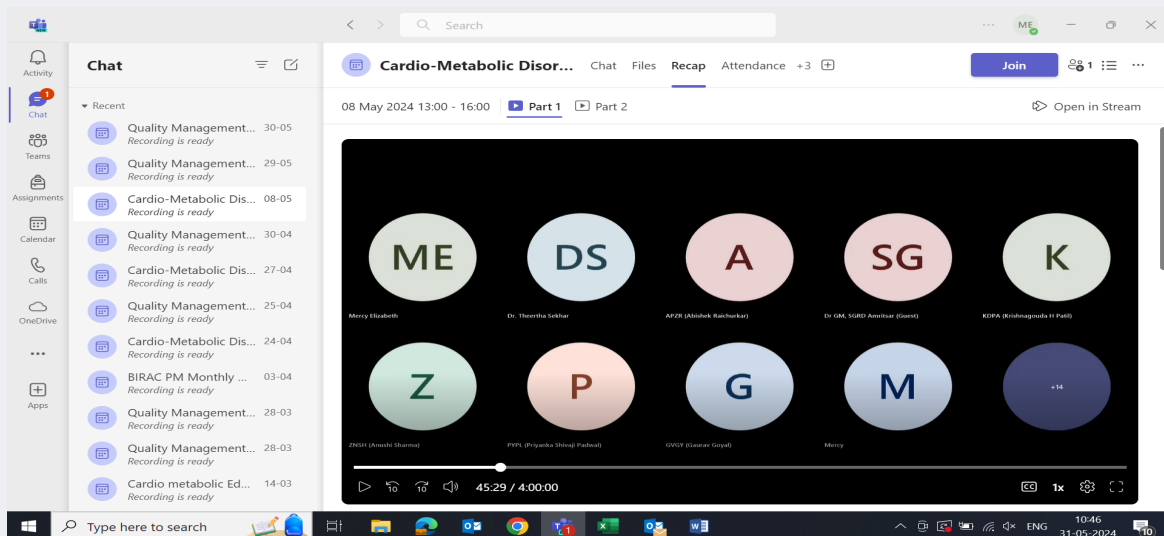 Search
ME
Activity
Chat
Teams
Assignments
Calendar
Calls
OneDrive
Apps
1
Chat
Recent
Quality Management... 30-05
Recording is ready
Quality Management... 29-05
Recording is ready
Cardio-Metabolic Dis... 08-05
Recording is ready
Quality Management... 30-04
Recording is ready
Cardio-Metabolic Dis... 27-04
Recording is ready
Quality Management... 25-04
Recording is ready
Cardio-Metabolic Dis... 24-04
Recording is ready
BIRAC PM Monthly ... 03-04
Recording is ready
Quality Management... 28-03
Recording is ready
Quality Management... 28-03
Recording is ready
Cardio metabolic Ed... 14-03
Recording is ready
Cardio-Metabolic Disor... Chat Files Recap Attendance +3 Join 1
08 May 2024 13:00 - 16:00 Part 1 Part 2 Open in Stream
ME DS A SG K
Mercy Elizabeth Dr. Theertha Sekhar APZR (Abishek Raichurkar) Dr GM, SGRD Amritsar (Guest) KDPA (Krishnagouda H Patil)
Z P G M +14
ZNSH (Anushi Sharma) PYPL (Priyanka Shivaji Padwal) GVGY (Gaurav Goyal) Mercy
10 10 45:29 / 4:00:00 CC 1x
Type here to search 1 ENG 10:46
31-05-2024 10